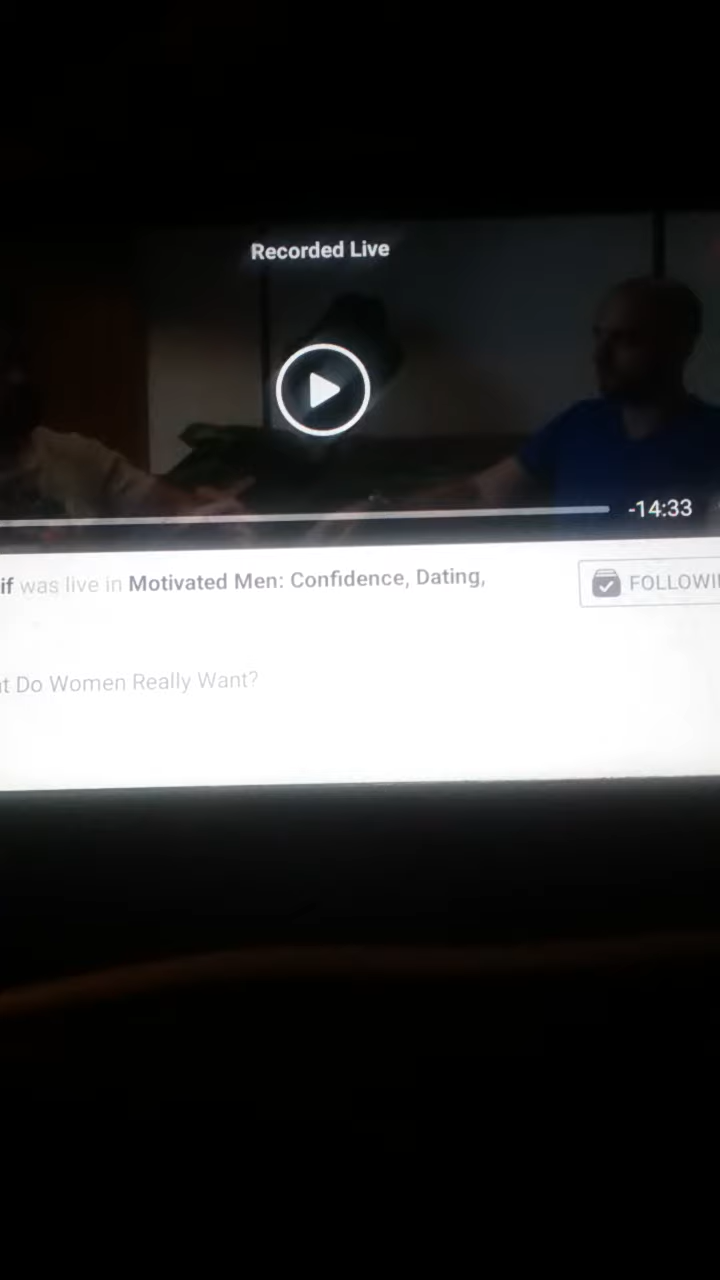 Recorded Live
-14:33
if was live in Motivated Men: Confidence, Dating,
FOLLOWI
t Do Women Really Want?